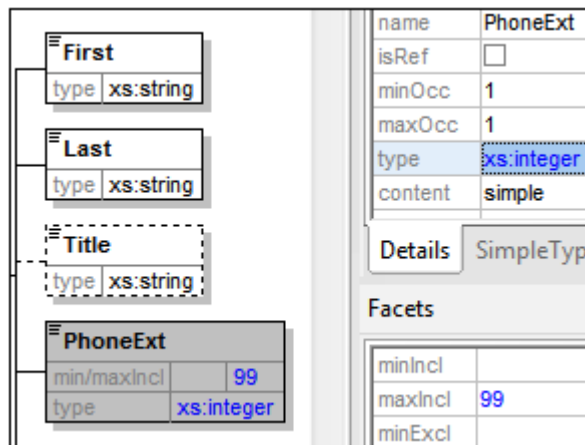 First
type xs:string
Last
type xs:string
Title
type xs:string
PhoneExt
min/maxIncl 99
type xs:integer
name PhoneExt
isRef
minOcc 1
maxOcc 1
type xs:integer
content simple
Details SimpleTyp
Facets
minIncl
maxIncl 99
minExcl